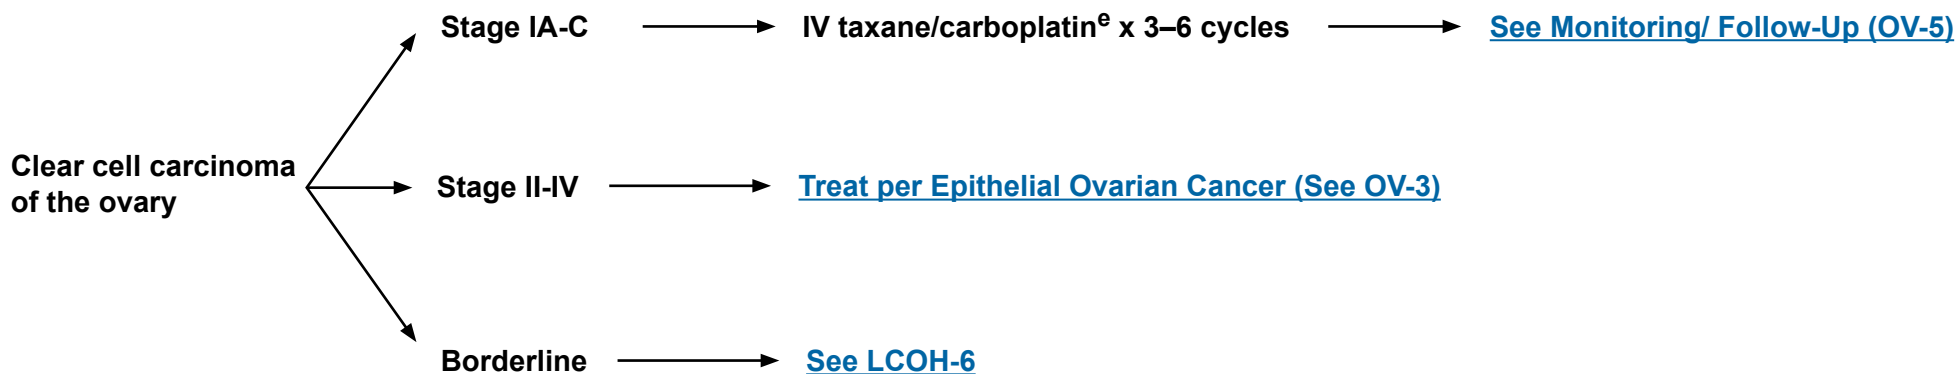 Stage IA-C
IV taxane/carboplatinᵉ x 3–6 cycles
See Monitoring/ Follow-Up (OV-5)
Clear cell carcinoma
of the ovary
Stage II-IV
Treat per Epithelial Ovarian Cancer (See OV-3)
Borderline
See LCOH-6